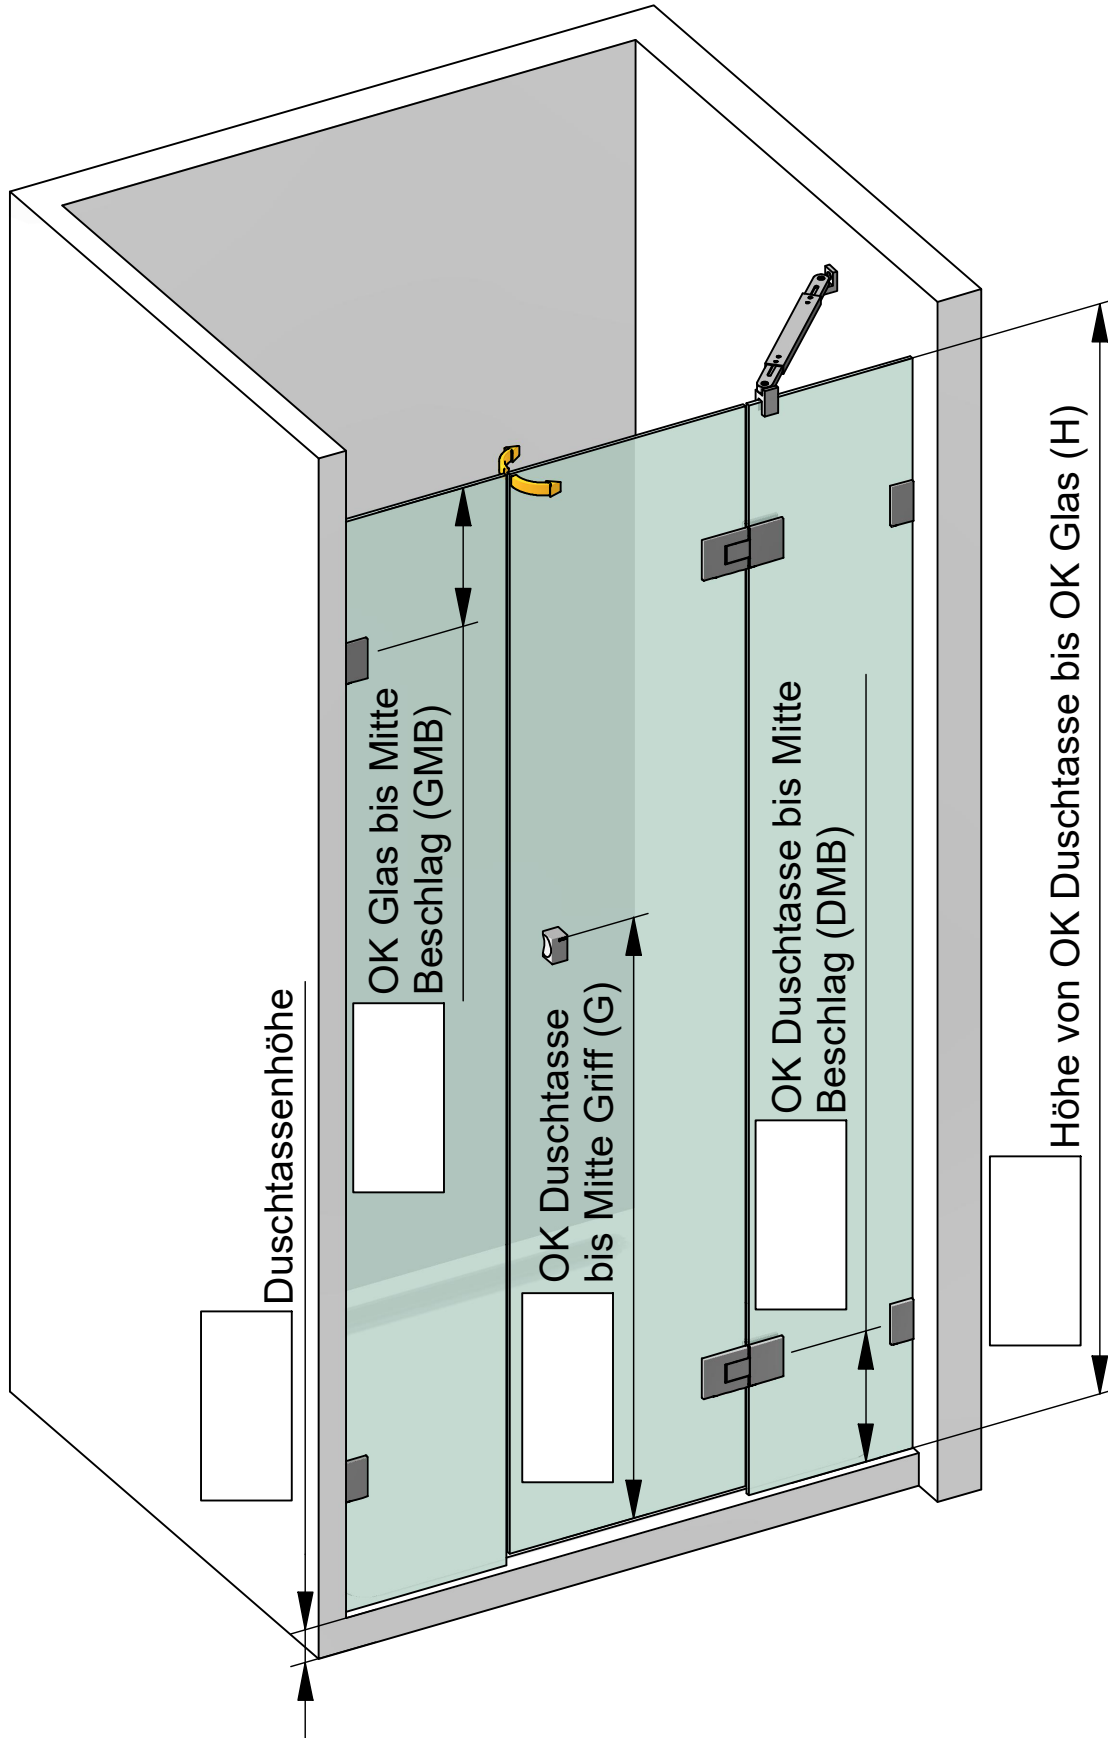 Duschtassenhöhe
OK Glas bis Mitte
Beschlag (GMB)
OK Duschtasse
bis Mitte Griff (G)
OK Duschtasse bis Mitte
Beschlag (DMB)
Höhe von OK Duschtasse bis OK Glas (H)